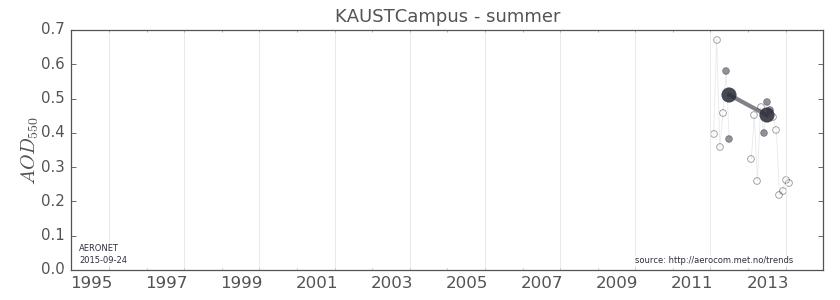 KAUSTCampus - summer
0.7
0.6
0.5
0.4
0.3
0.2
0.1
0.0
AOD550
AERONET
2015-09-24
source: http://aerocom.met.no/trends
1995 1997 1999 2001 2003 2005 2007 2009 2011 2013